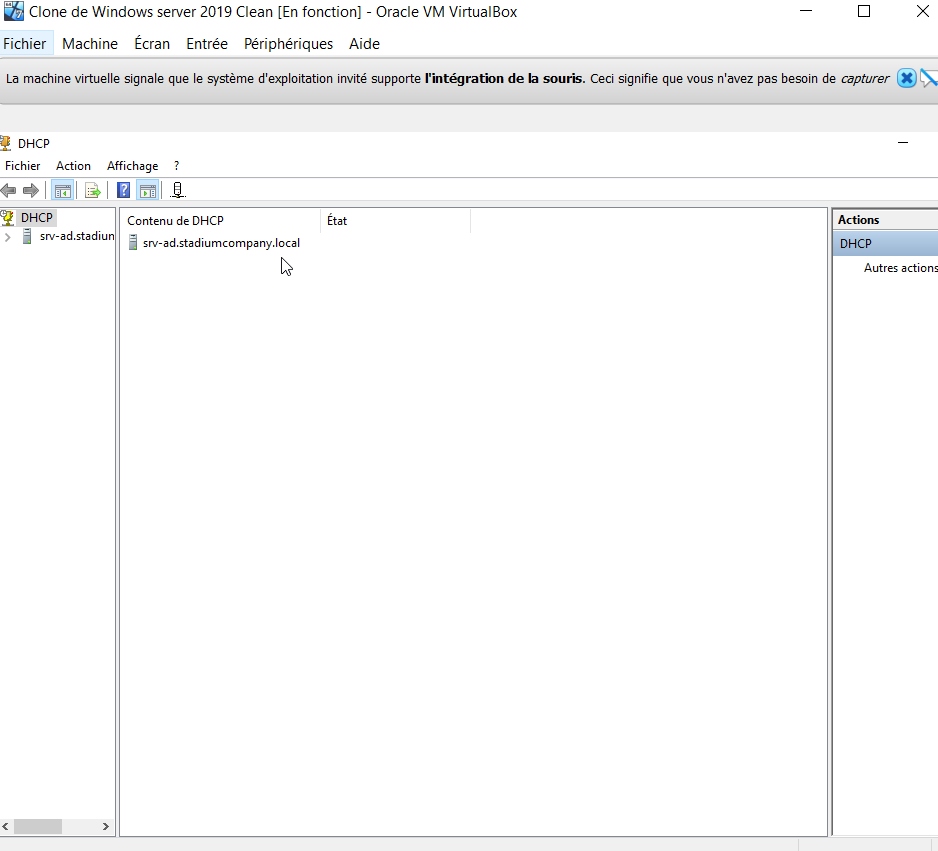 Clone de Windows server 2019 Clean [En fonction] - Oracle VM VirtualBox
Fichier Machine Écran Entrée Périphériques Aide
La machine virtuelle signale que le système d'exploitation invité supporte l'intégration de la souris. Ceci signifie que vous n'avez pas besoin de capturer
DHCP
Fichier Action Affichage ?
DHCP
srv-ad.stadiun
Contenu de DHCP État
srv-ad.stadiumcompany.local
Actions
DHCP
Autres actions